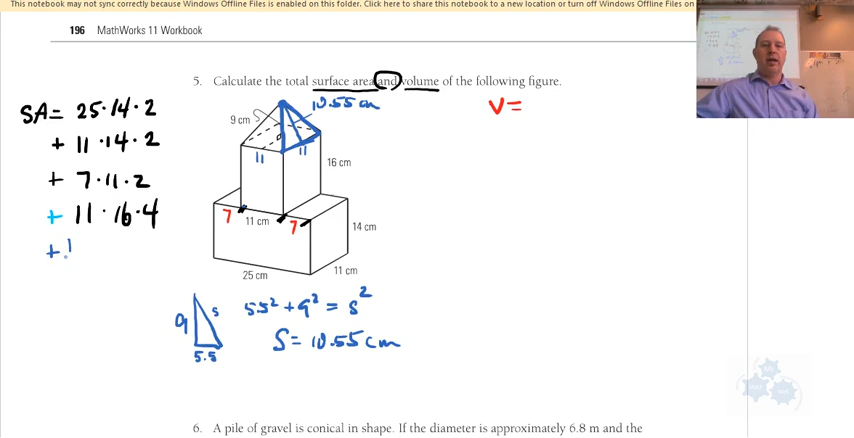 This notebook may not sync correctly because Windows Offline Files is enabled on this folder. Click here to share this notebook to a new location or turn off Windows Offline Files on
196 MathWorks 11 Workbook
5. Calculate the total surface area and volume of the following figure.
SA = 25·14·2
+ 11·14·2
+ 7·11·2
+ 11·16·4
+
V=
10.55 cm
9 cm
11 11
16 cm
7 11 cm 7
14 cm
25 cm
11 cm
9 s
5.5
5.5² + 9² = s²
S = 10.55 cm
6. A pile of gravel is conical in shape. If the diameter is approximately 6.8 m and the